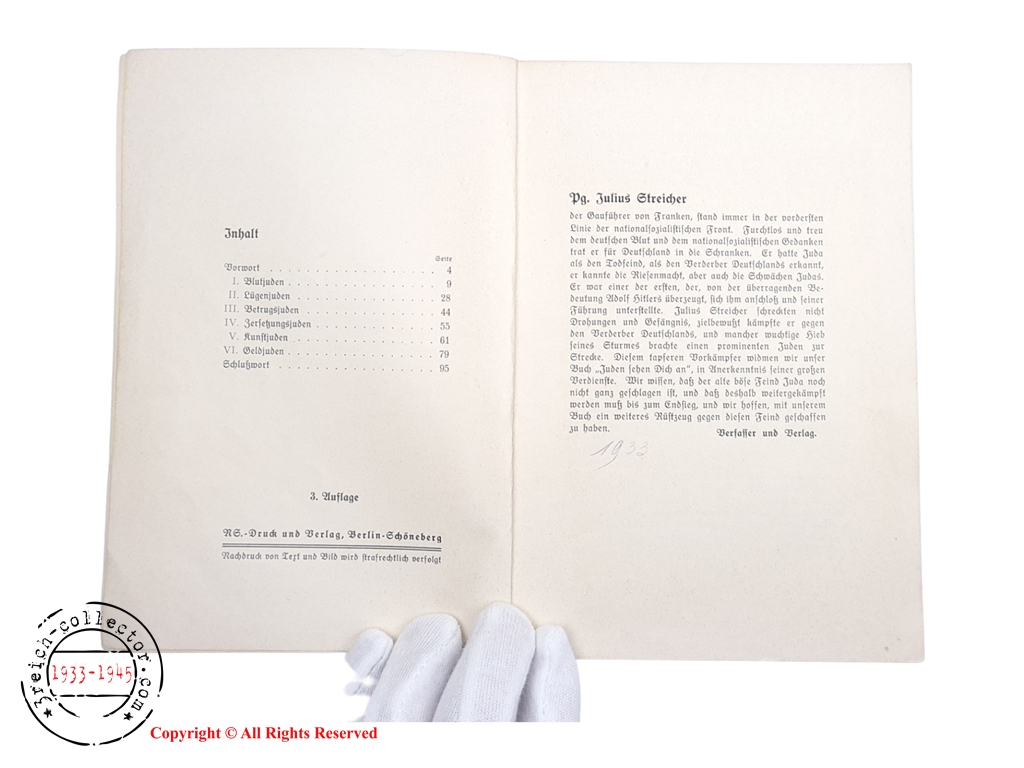 Inhalt
Seite
Vorwort . . . . . . . . . . . . . . . . . . 4
I. Blutjuden . . . . . . . . . . . . . . . . 9
II. Lügenjuden . . . . . . . . . . . . . . . 28
III. Betrugsjuden . . . . . . . . . . . . . . 44
IV. Zersetzungsjuden . . . . . . . . . . . . 55
V. Kunstjuden . . . . . . . . . . . . . . . 61
VI. Geldjuden . . . . . . . . . . . . . . . . 79
Schlußwort . . . . . . . . . . . . . . . . . 95
3. Auflage
NS.-Druck und Verlag, Berlin-Schöneberg
Nachdruck von Text und Bild wird strafrechtlich verfolgt
Pg. Julius Streicher
der Gauführer von Franken, stand immer in der vordersten
Linie der nationalsozialistischen Front. Furchtlos und treu
dem deutschen Blut und dem nationalsozialistischen Gedanken
trat er für Deutschland in die Schranken. Er hatte Juda
als den Todfeind, als den Verderber Deutschlands erkannt,
er kannte die Riesenmacht, aber auch die Schwächen Judas.
Er war einer der ersten, der, von der überragenden Be-
deutung Adolf Hitlers überzeugt, sich ihm anschloß und seiner
Führung unterstellte. Julius Streicher schreckten nicht
Drohungen und Gefängnis, zielbewußt kämpfte er gegen
den Verderber Deutschlands, und mancher wuchtige Hieb
seines Sturmes brachte einen prominenten Juden zur
Strecke. Diesem tapferen Vorkämpfer widmen wir unser
Buch „Juden sehen Dich an", in Anerkenntnis seiner großen
Verdienste. Wir wissen, daß der alte böse Feind Juda noch
nicht ganz geschlagen ist, und daß deshalb weitergekämpft
werden muß bis zum Endsieg, und wir hoffen, mit unserem
Buch ein weiteres Rüstzeug gegen diesen Feind geschaffen
zu haben. Verfasser und Verlag.
1933
3reich-collector.com
1933-1945
Copyright © All Rights Reserved